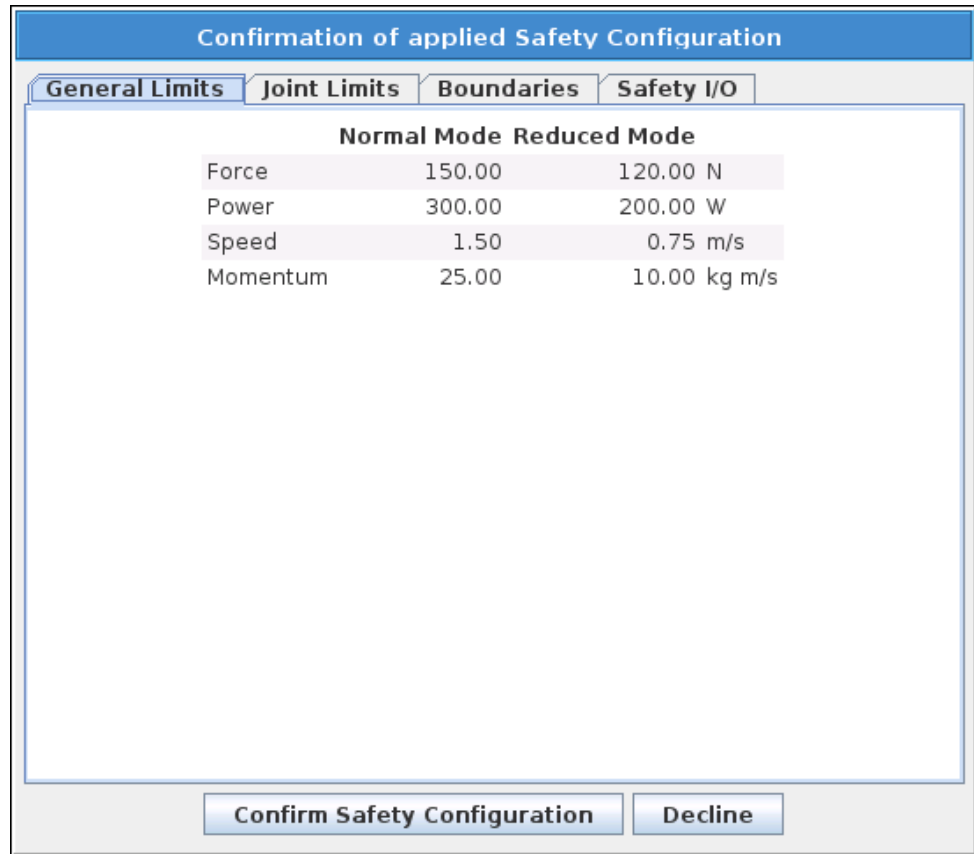 Confirmation of applied Safety Configuration
General Limits Joint Limits Boundaries Safety I/O
Normal Mode Reduced Mode
Force 150.00 120.00 N
Power 300.00 200.00 W
Speed 1.50 0.75 m/s
Momentum 25.00 10.00 kg m/s
Confirm Safety Configuration Decline